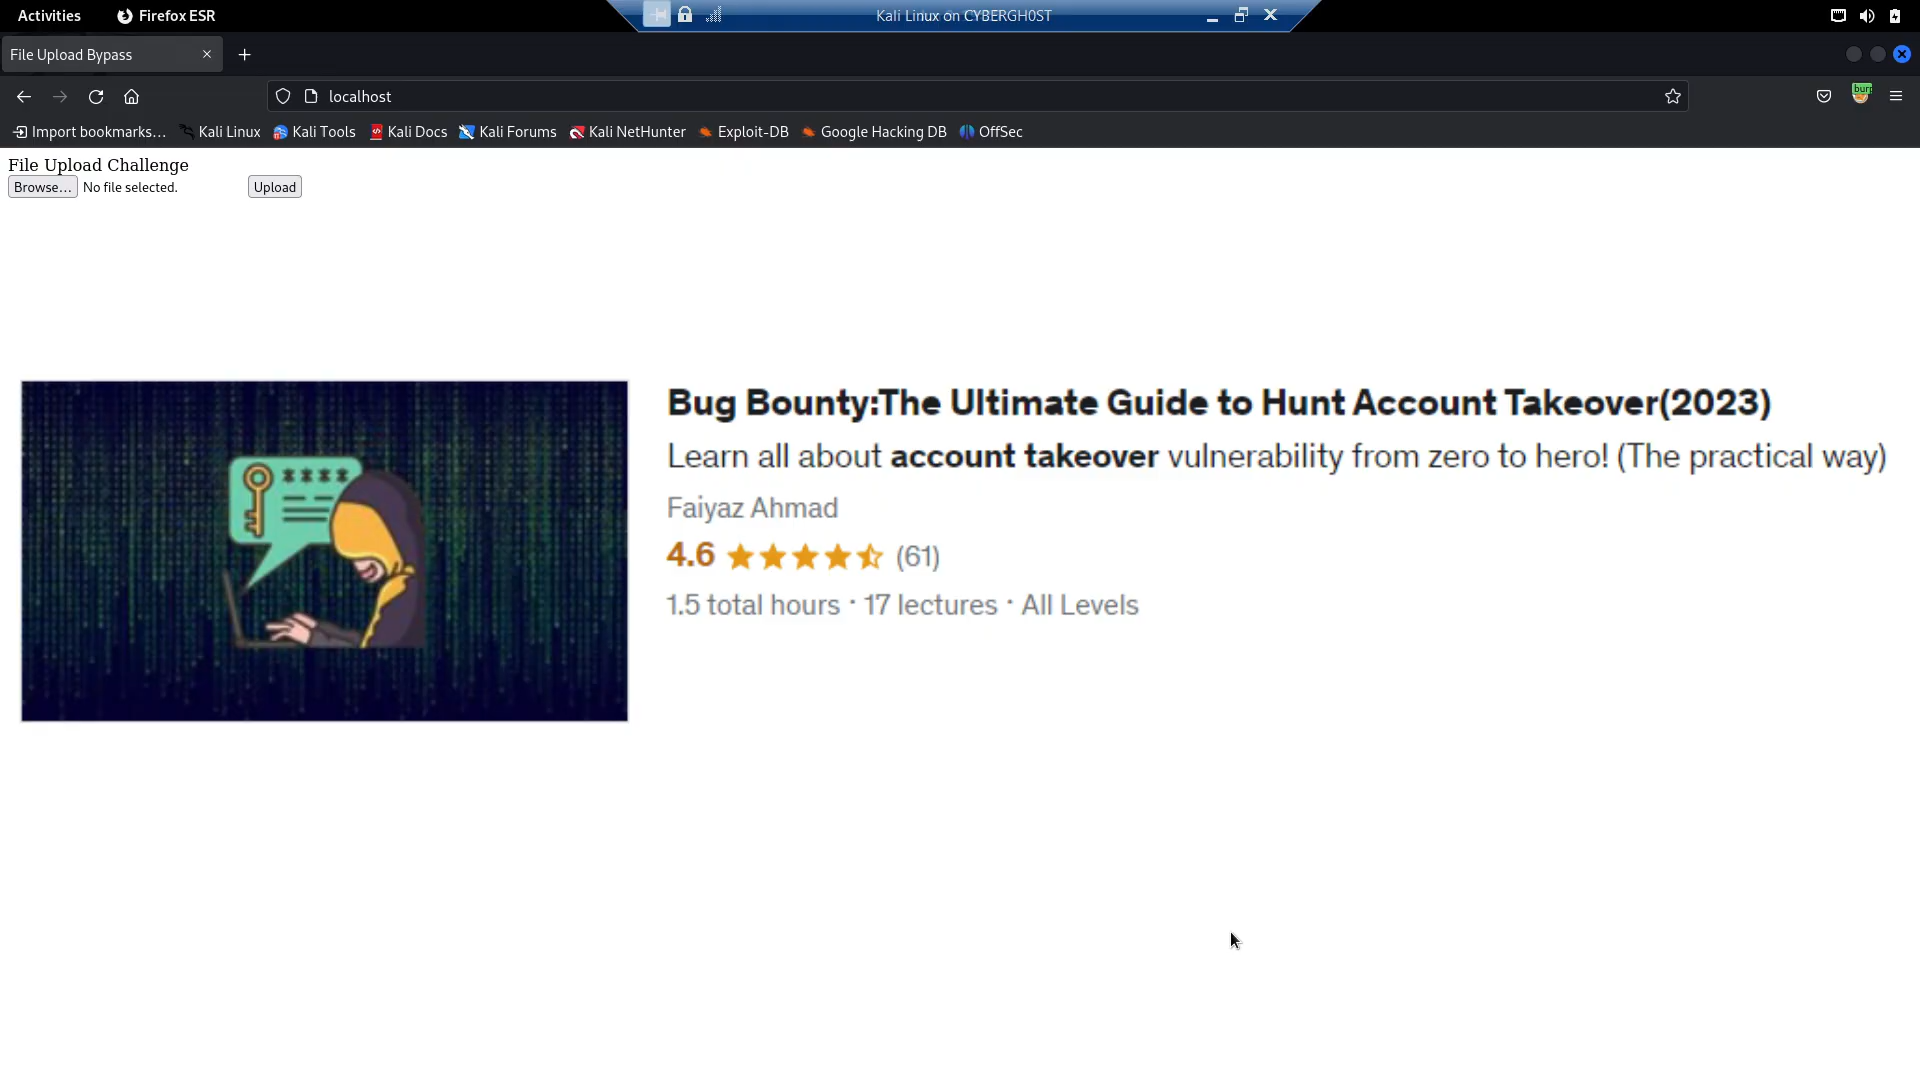 Activities Firefox ESR Kali Linux on CYBERGH0ST
File Upload Bypass
localhost
burp
Import bookmarks... Kali Linux Kali Tools Kali Docs Kali Forums Kali NetHunter Exploit-DB Google Hacking DB OffSec
File Upload Challenge
Browse... No file selected. Upload
Bug Bounty:The Ultimate Guide to Hunt Account Takeover(2023)
Learn all about account takeover vulnerability from zero to hero! (The practical way)
Faiyaz Ahmad
4.6 (61)
1.5 total hours · 17 lectures · All Levels